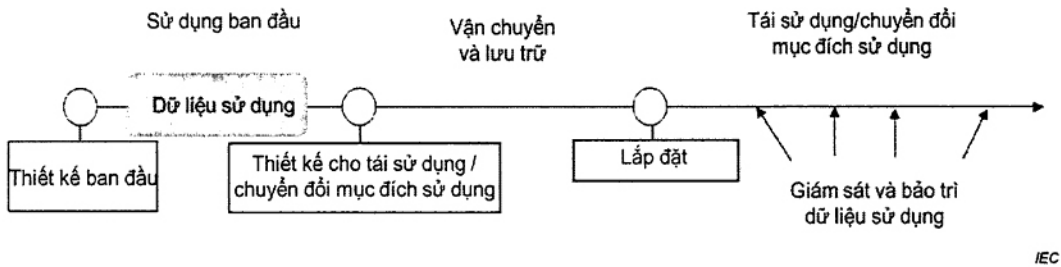 Sử dụng ban đầu
Vận chuyển
và lưu trữ
Tái sử dụng/chuyển đổi
mục đích sử dụng
Dữ liệu sử dụng
Thiết kế ban đầu
Thiết kế cho tái sử dụng /
chuyển đổi mục đích sử dụng
Lắp đặt
Giám sát và bảo trì
dữ liệu sử dụng
IEC